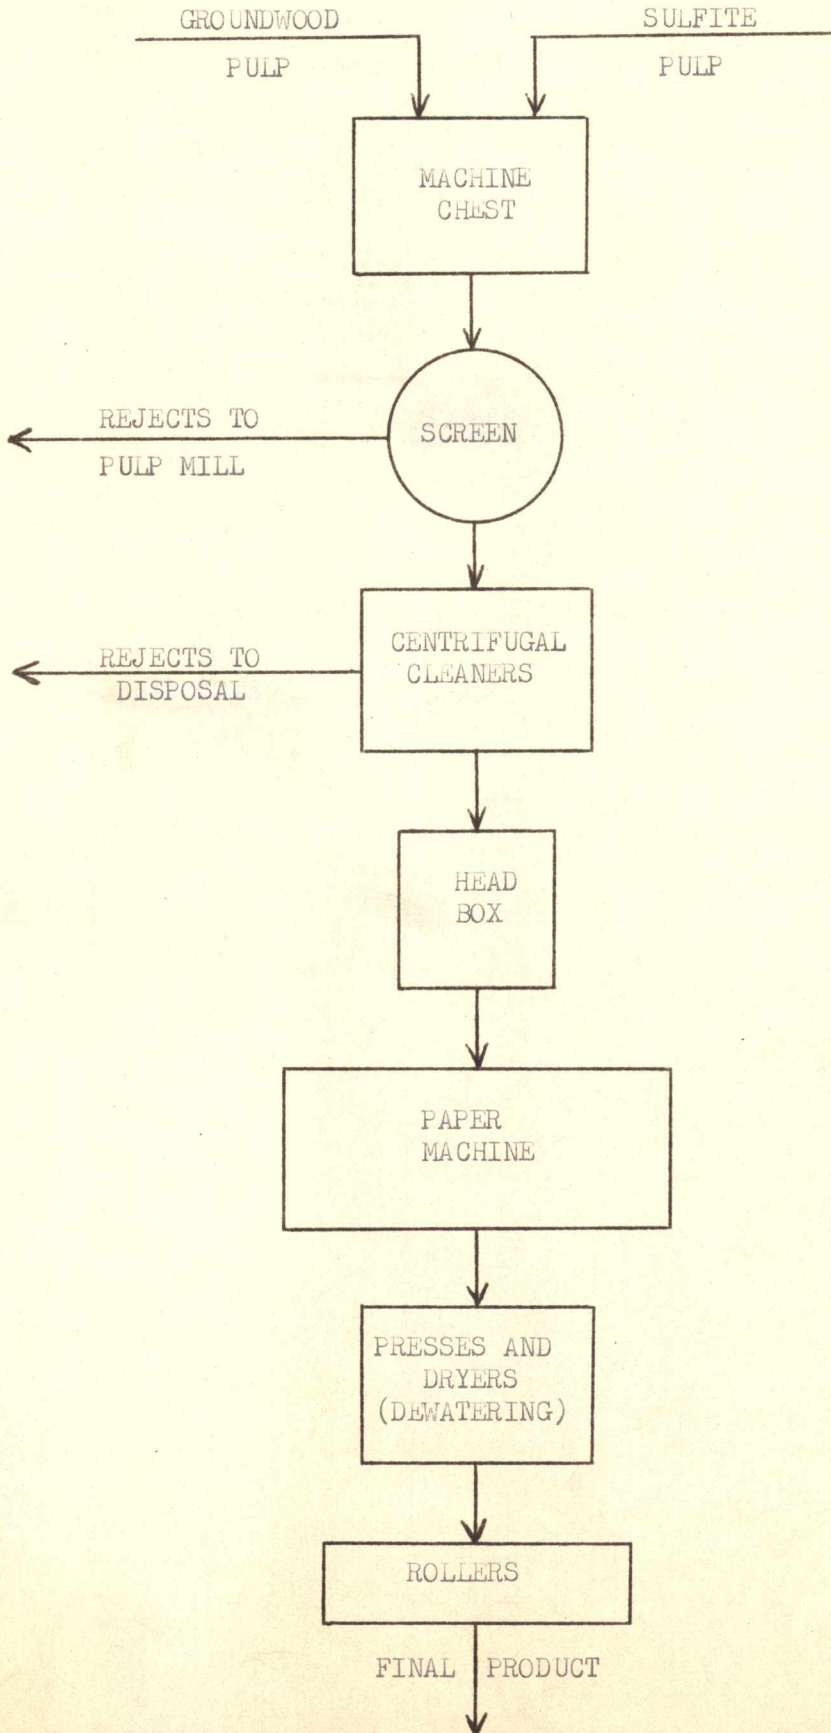 GROUNDWOOD
PULP
SULFITE
PULP
MACHINE
CHEST
SCREEN
REJECTS TO
PULP MILL
CENTRIFUGAL
CLEANERS
REJECTS TO
DISPOSAL
HEAD
BOX
PAPER
MACHINE
PRESSES AND
DRYERS
(DEWATERING)
ROLLERS
FINAL PRODUCT